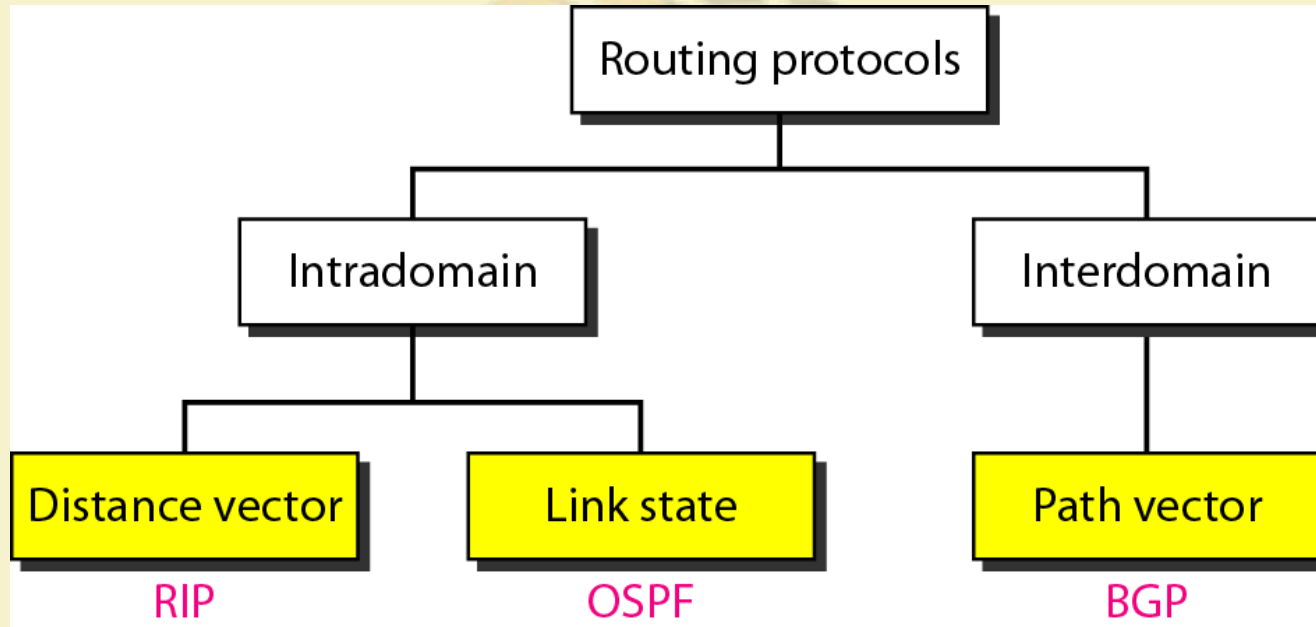 Routing protocols
Intradomain
Interdomain
Distance vector
Link state
Path vector
RIP
OSPF
BGP